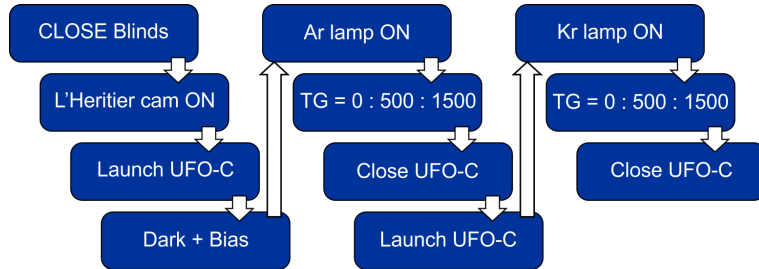 CLOSE Blinds
L'Heritier cam ON
Launch UFO-C
Dark + Bias
Ar lamp ON
TG = 0 : 500 : 1500
Close UFO-C
Launch UFO-C
Kr lamp ON
TG = 0 : 500 : 1500
Close UFO-C